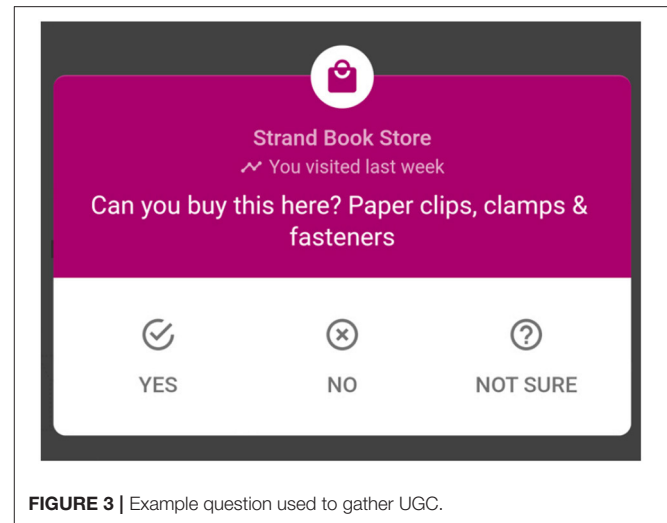 Strand Book Store
You visited last week
Can you buy this here? Paper clips, clamps &
fasteners
YES NO NOT SURE
FIGURE 3 | Example question used to gather UGC.